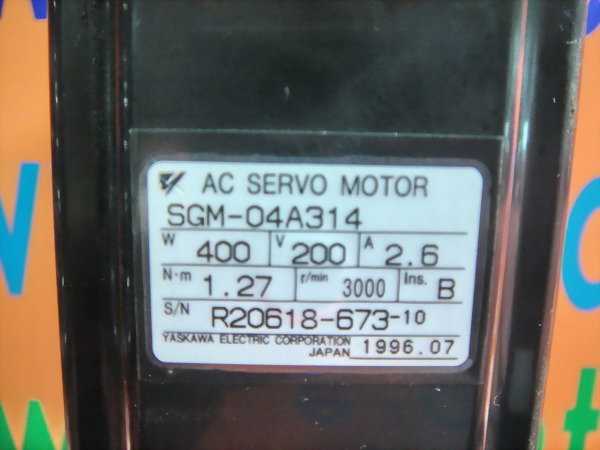 AC SERVO MOTOR
SGM-04A314
W 400 V 200 A 2.6
N·m 1.27 r/min 3000 Ins. B
S/N R20618-673-10
YASKAWA ELECTRIC CORPORATION
JAPAN 1996.07